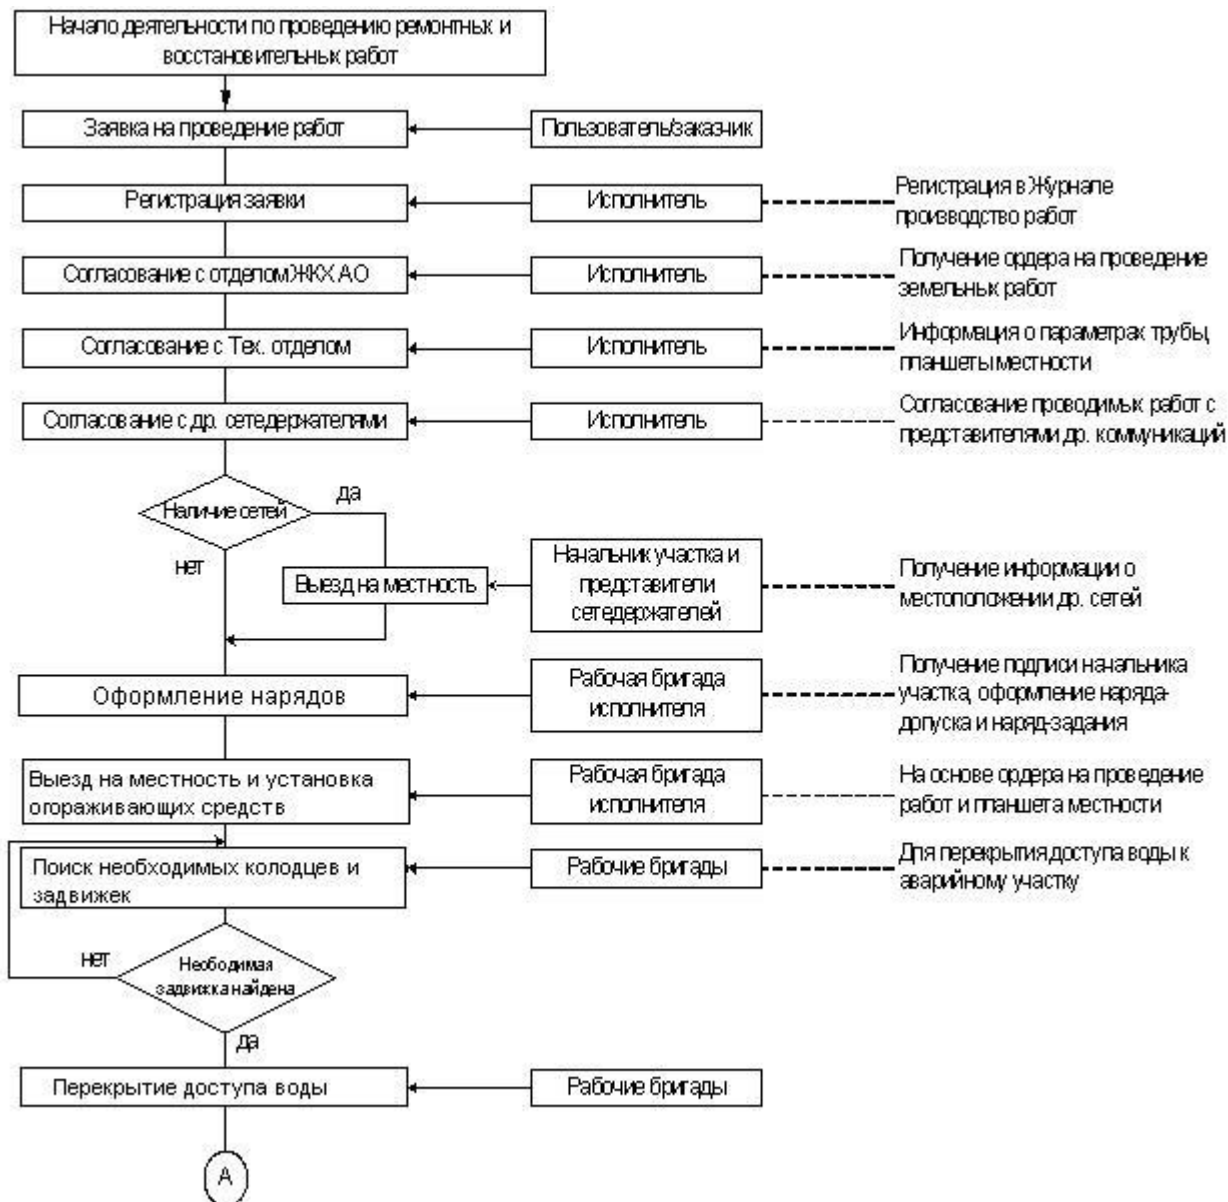 Начало деятельности по проведению ремонтных и
восстановительных работ
Заявка на проведение работ
Пользователь/заказчик
Регистрация заявки
Исполнитель
Регистрация в Журнале
производство работ
Согласование с отделом ЖКХ АО
Исполнитель
Получение ордера на проведение
земельных работ
Согласование с Тех. отделом
Исполнитель
Информация о параметрах трубы,
планшеты местности
Согласование с др. сетедержателями
Исполнитель
Согласование проводимых работ с
представителями др. коммуникаций
Наличие сетей
да
нет
Выезд на местность
Начальник участка и
представители
сетедержателей
Получение информации о
местоположении др. сетей
Оформление нарядов
Рабочая бригада
исполнителя
Получение подписи начальника
участка, оформление наряда-
допуска и наряд-задания
Выезд на местность и установка
огораживающих средств
Рабочая бригада
исполнителя
На основе ордера на проведение
работ и планшета местности
Поиск необходимых колодцев и
задвижек
Рабочие бригады
Для перекрытия доступа воды к
аварийному участку
нет
Неободимая
задвижка найдена
да
Перекрытие доступа воды
Рабочие бригады
А